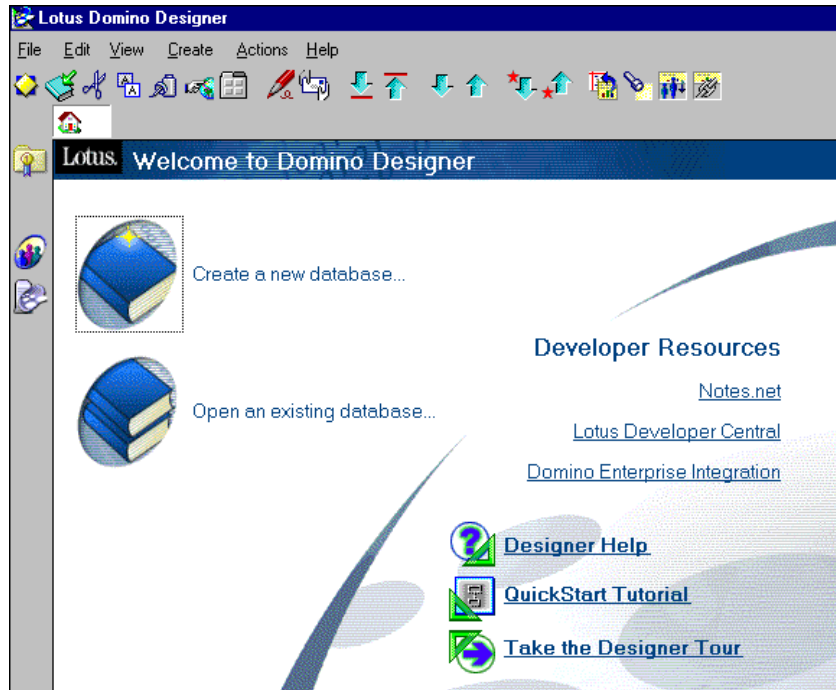 Lotus Domino Designer
File Edit View Create Actions Help
Lotus. Welcome to Domino Designer
Create a new database...
Developer Resources
Notes.net
Open an existing database...
Lotus Developer Central
Domino Enterprise Integration
Designer Help
QuickStart Tutorial
Take the Designer Tour